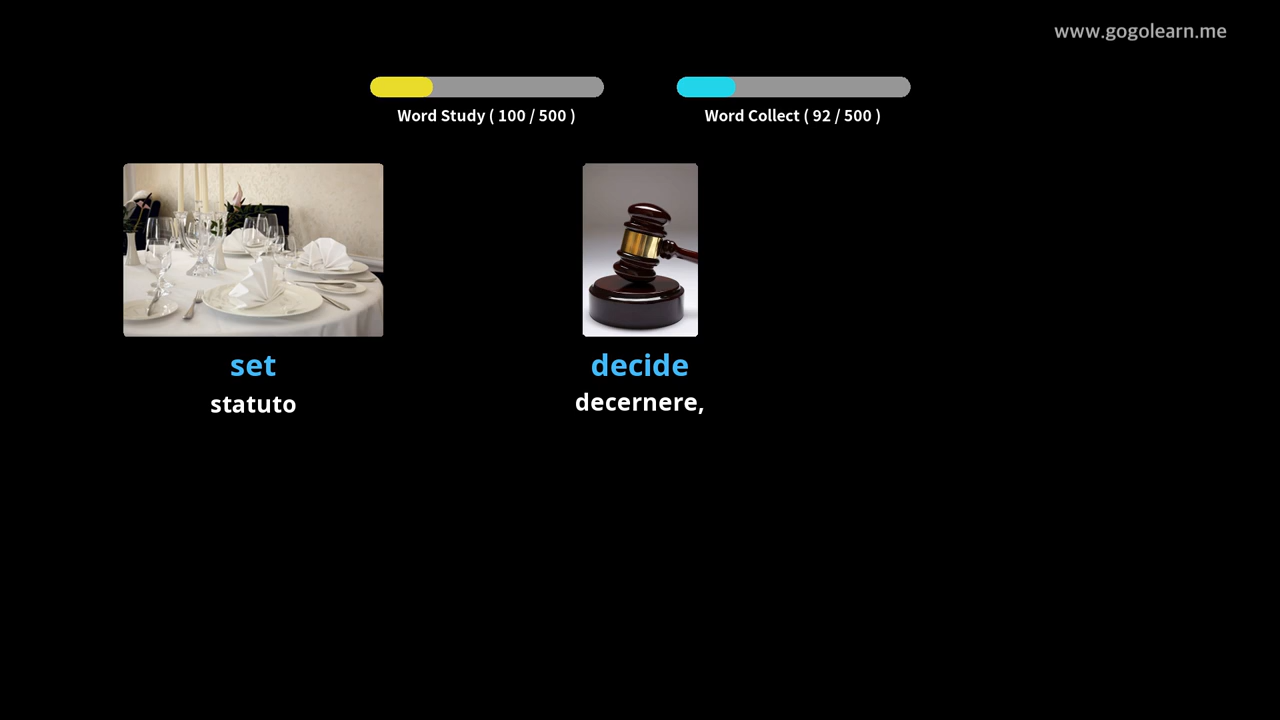 www.gogolearn.me
Word Study ( 100 / 500 )
Word Collect ( 92 / 500 )
set
statuto
decide
decernere,